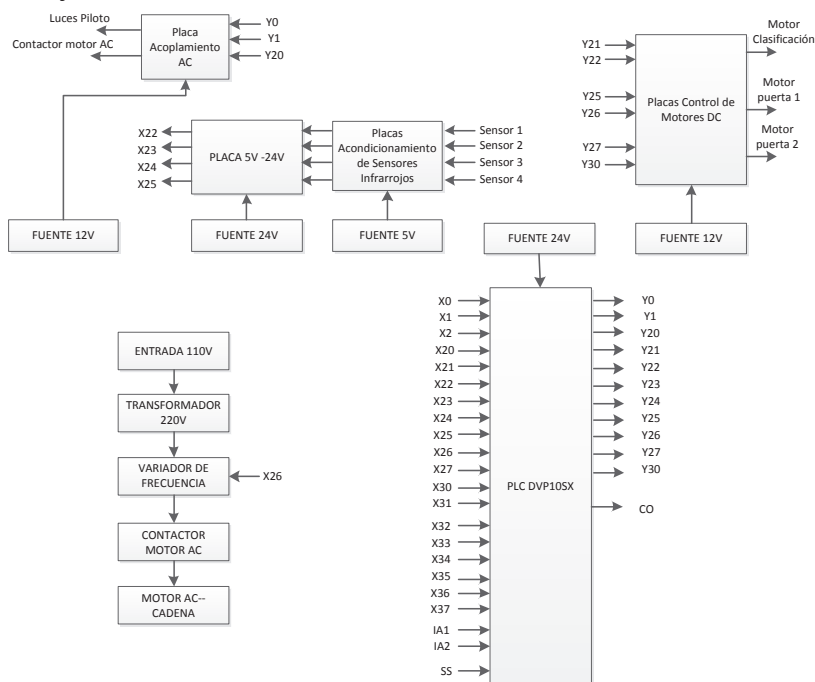 Luces Piloto
Contactor motor AC
Placa
Acoplamiento
AC
Y0
Y1
Y20
X22
X23
X24
X25
PLACA 5V -24V
Placas
Acondicionamiento
de Sensores
Infrarrojos
Sensor 1
Sensor 2
Sensor 3
Sensor 4
Y21
Y22
Y25
Y26
Y27
Y30
Placas Control de
Motores DC
Motor
Clasificación
Motor
puerta 1
Motor
puerta 2
FUENTE 12V
FUENTE 24V
FUENTE 5V
FUENTE 24V
FUENTE 12V
ENTRADA 110V
TRANSFORMADOR
220V
VARIADOR DE
FRECUENCIA
X26
CONTACTOR
MOTOR AC
MOTOR AC--
CADENA
X0
X1
X2
X20
X21
X22
X23
X24
X25
X26
X27
X30
X31
X32
X33
X34
X35
X36
X37
IA1
IA2
SS
PLC DVP10SX
Y0
Y1
Y20
Y21
Y22
Y23
Y24
Y25
Y26
Y27
Y30
CO